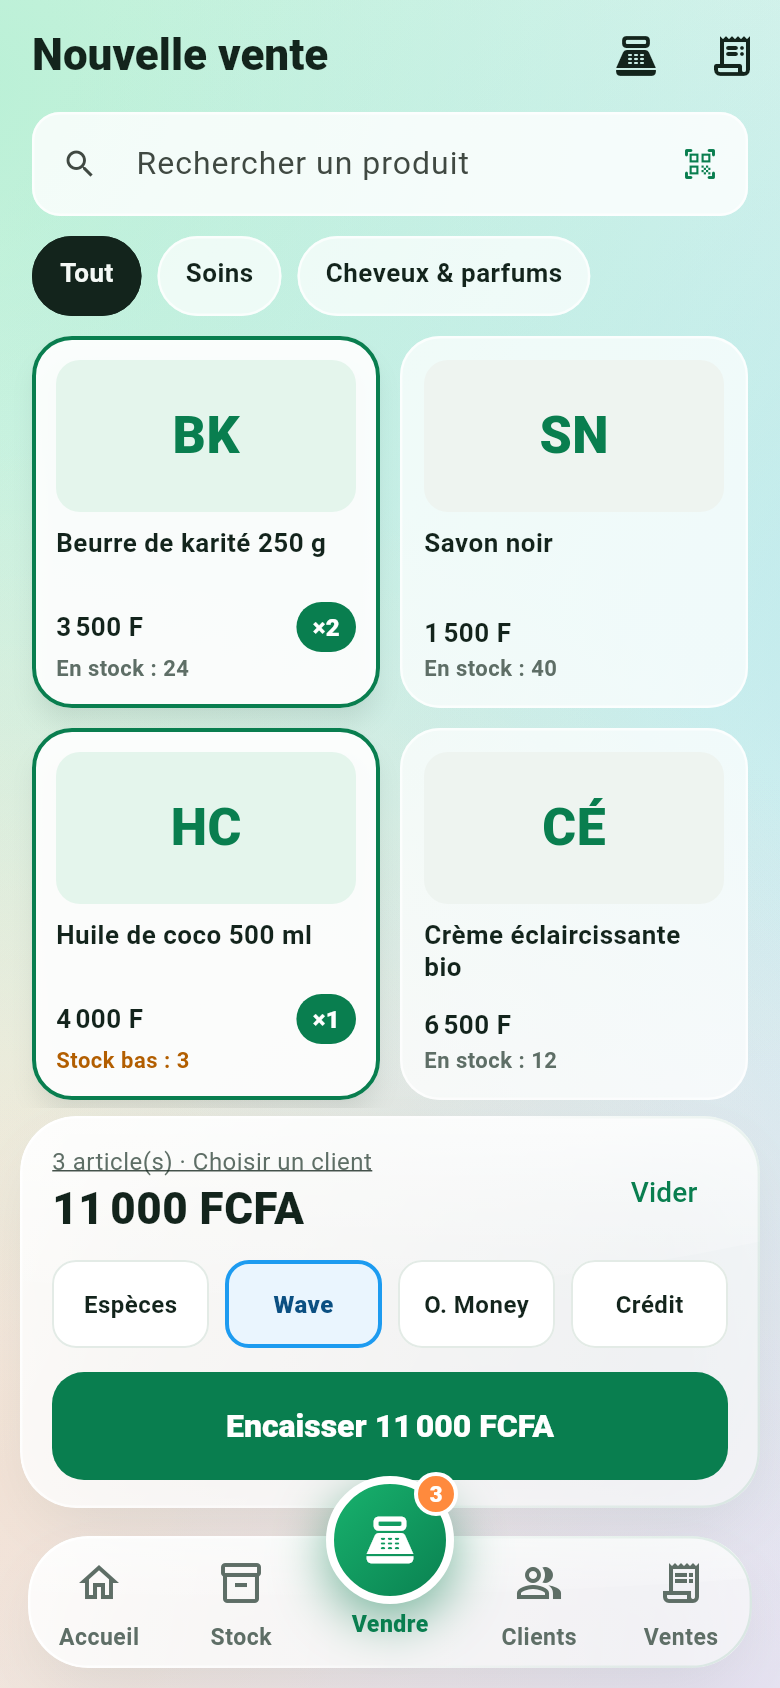 Nouvelle vente
Rechercher un produit
Tout
Soins
Cheveux & parfums
BK
Beurre de karité 250 g
3 500 F
×2
En stock : 24
SN
Savon noir
1 500 F
En stock : 40
HC
Huile de coco 500 ml
4 000 F
×1
Stock bas : 3
CÉ
Crème éclaircissante
bio
6 500 F
En stock : 12
3 article(s) · Choisir un client
11 000 FCFA
Vider
Espèces
Wave
O. Money
Crédit
Encaisser 11 000 FCFA
3
Accueil
Stock
Vendre
Clients
Ventes